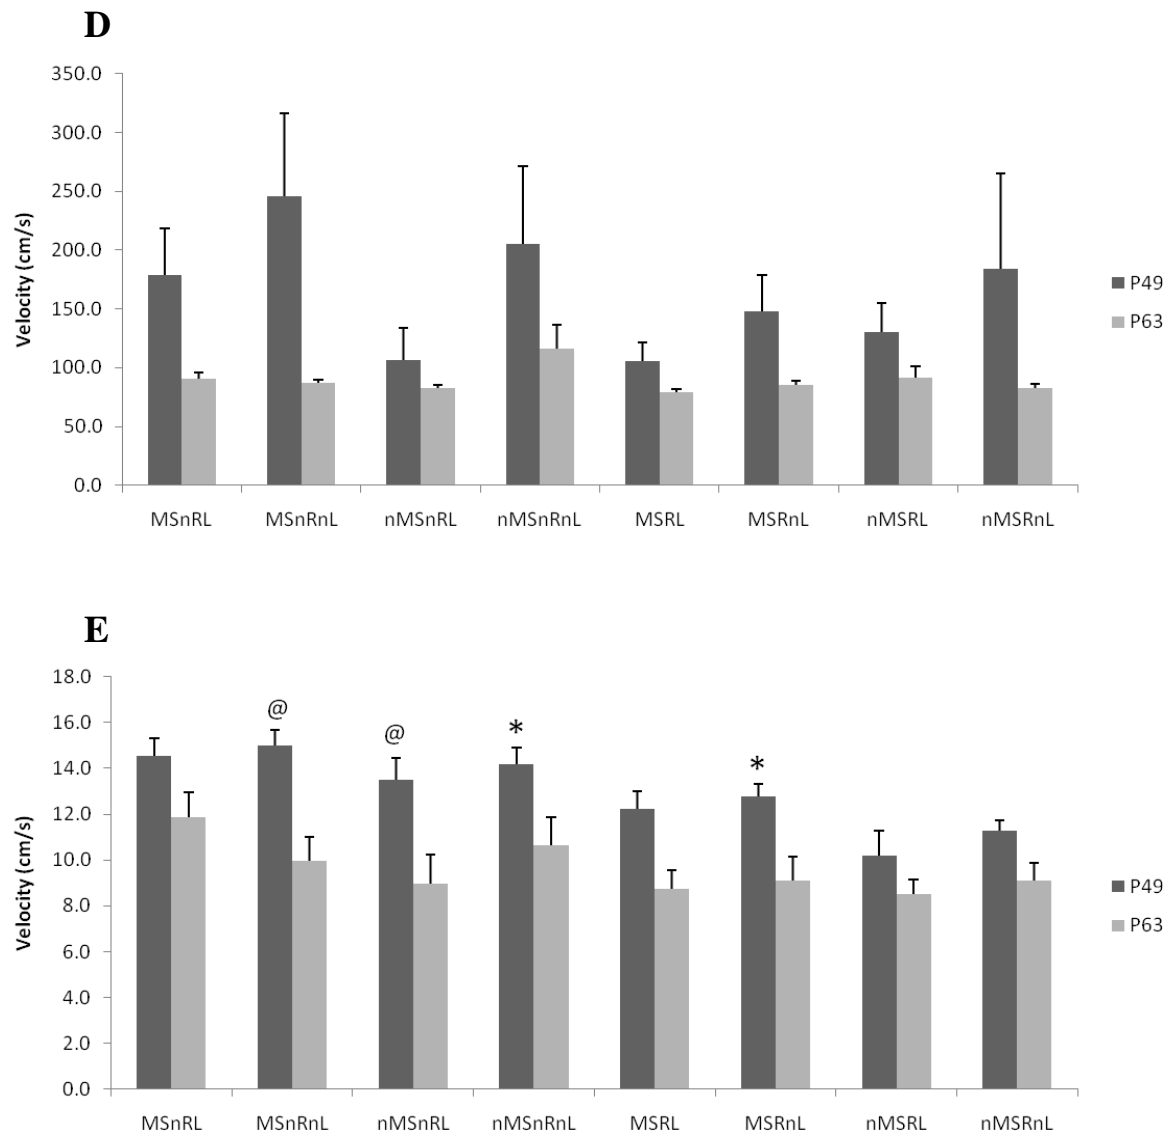 D
350.0
300.0
250.0
200.0
150.0
100.0
50.0
0.0
Velocity (cm/s)
MSnRL MSnRnL nMSnRL nMSnRnL MSRL MSRnL nMSRL nMSRnL
P49
P63
E
18.0
16.0
14.0
12.0
10.0
8.0
6.0
4.0
2.0
0.0
Velocity (cm/s)
@ @ * *
MSnRL MSnRnL nMSnRL nMSnRnL MSRL MSRnL nMSRL nMSRnL
P49
P63